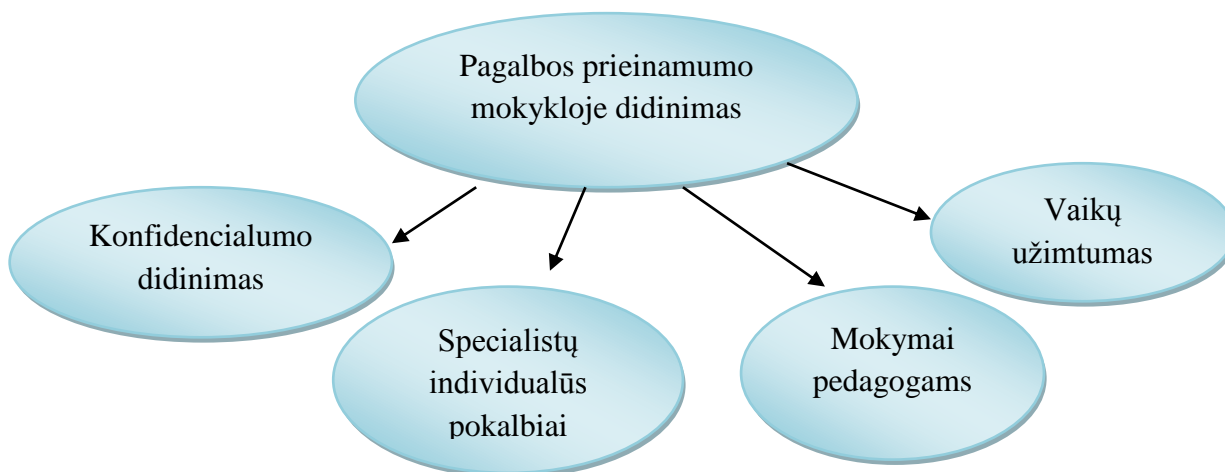 Pagalbos prieinamumo
mokykloje didinimas
Konfidencialumo
didinimas
Specialistų
individualūs
pokalbiai
Mokymai
pedagogams
Vaikų
užimtumas